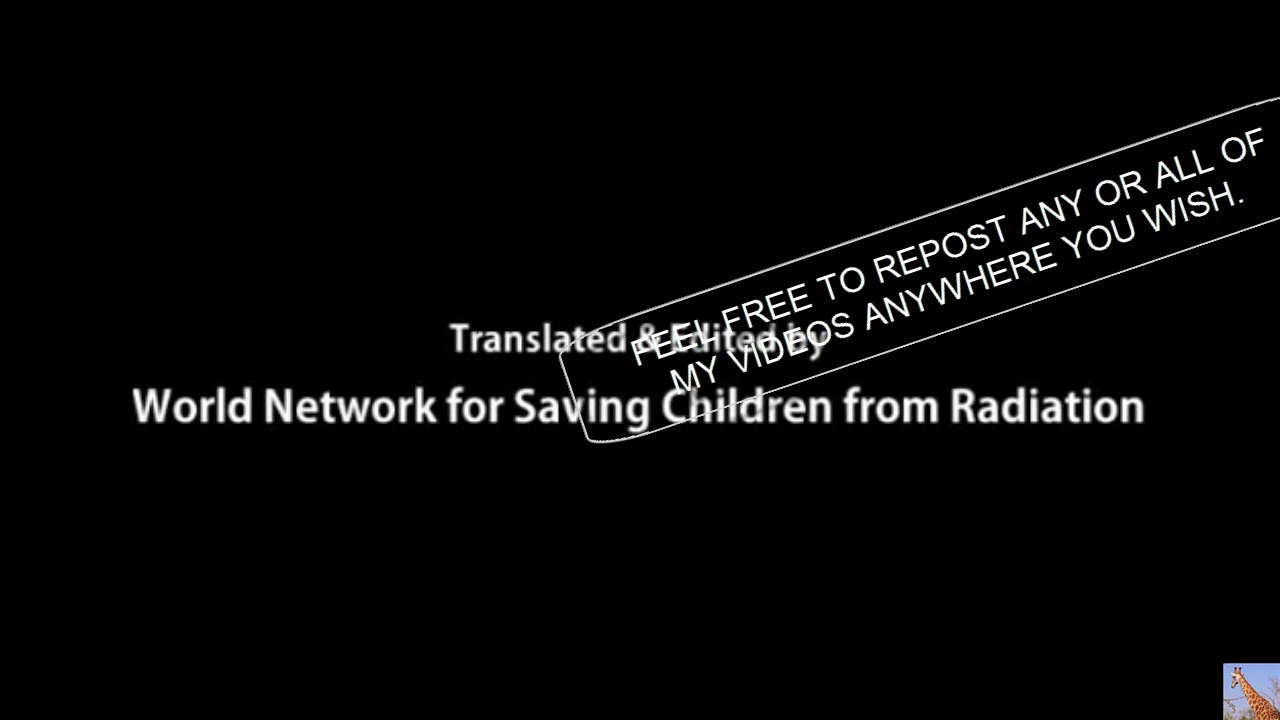 FEEL FREE TO REPOST ANY OR ALL OF
MY VIDEOS ANYWHERE YOU WISH.
Translated & Edited by
World Network for Saving Children from Radiation